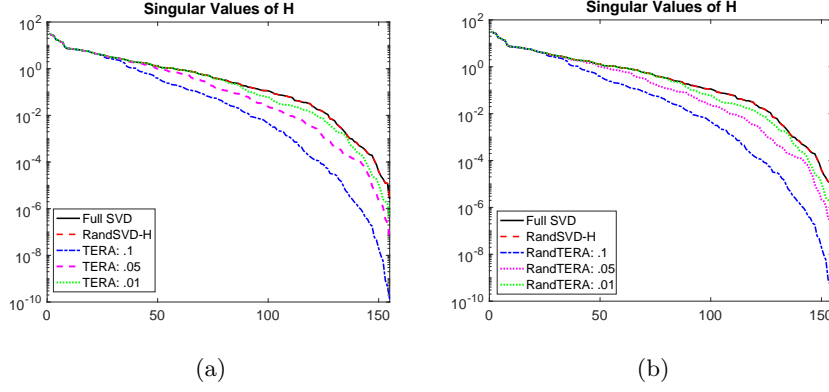 Singular Values of H
10^2
10^0
10^-2
10^-4
10^-6
10^-8
10^-10
0 50 100 150
Full SVD
RandSVD-H
TERA: .1
TERA: .05
TERA: .01
(a)
Singular Values of H
10^2
10^0
10^-2
10^-4
10^-6
10^-8
10^-10
0 50 100 150
Full SVD
RandSVD-H
RandTERA: .1
RandTERA: .05
RandTERA: .01
(b)